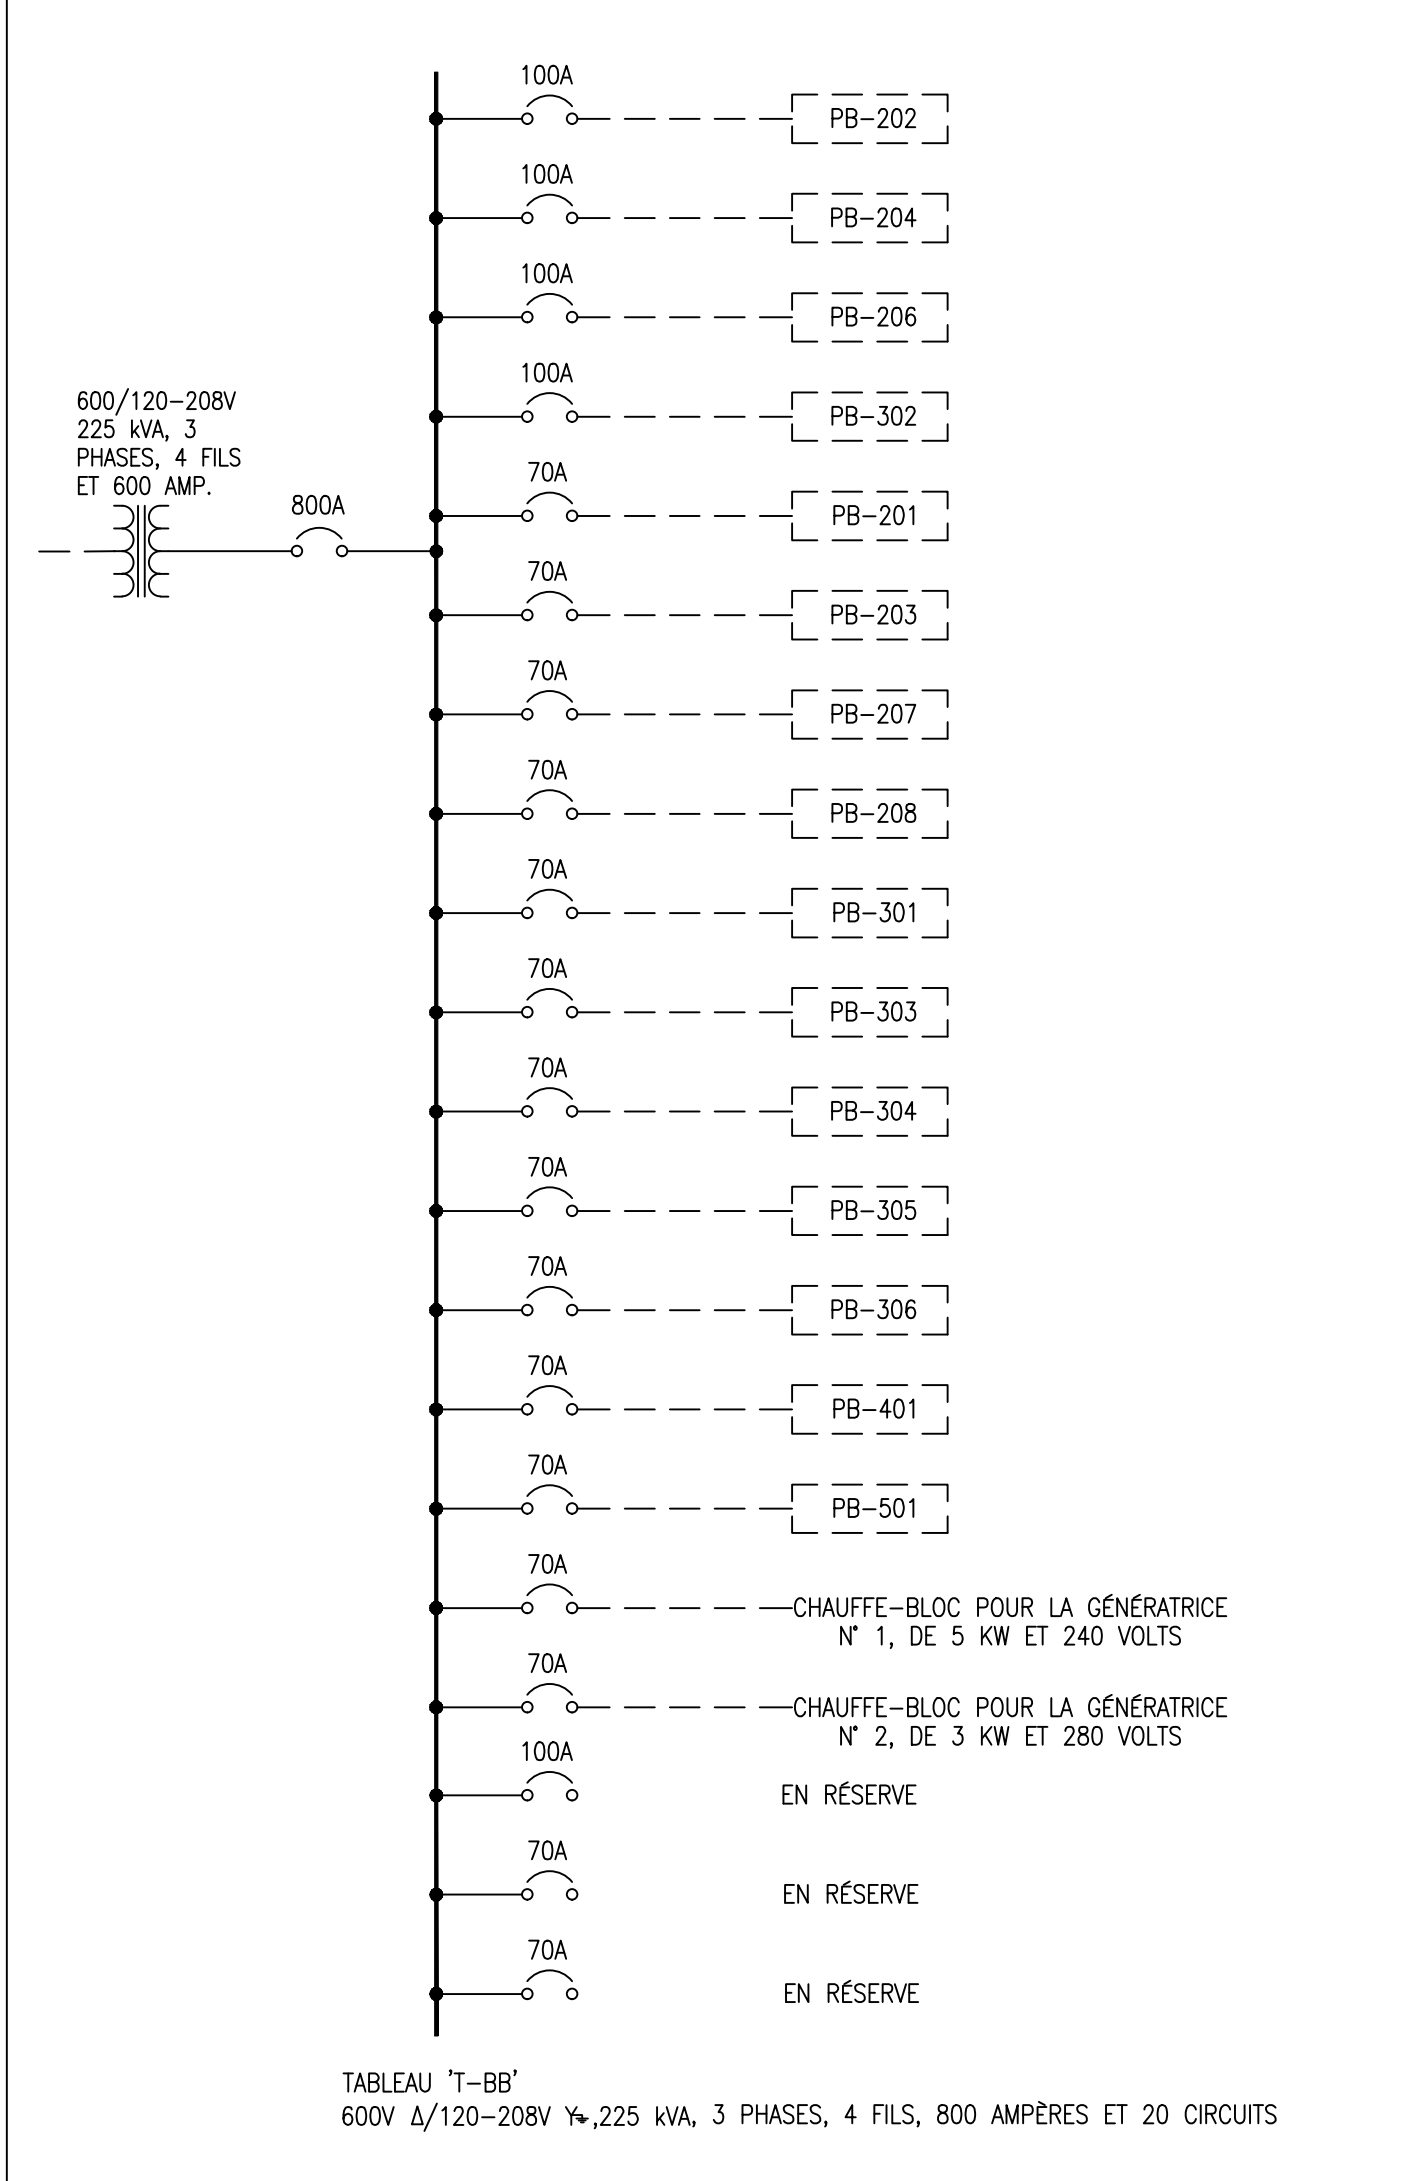 100A
PB-202
100A
PB-204
100A
PB-206
100A
PB-302
600/120-208V
225 kVA, 3
PHASES, 4 FILS
ET 600 AMP.
800A
70A
PB-201
70A
PB-203
70A
PB-207
70A
PB-208
70A
PB-301
70A
PB-303
70A
PB-304
70A
PB-305
70A
PB-306
70A
PB-401
70A
PB-501
70A
CHAUFFE-BLOC POUR LA GÉNÉRATRICE
N° 1, DE 5 KW ET 240 VOLTS
70A
CHAUFFE-BLOC POUR LA GÉNÉRATRICE
N° 2, DE 3 KW ET 280 VOLTS
100A
EN RÉSERVE
70A
EN RÉSERVE
70A
EN RÉSERVE
TABLEAU 'T-BB'
600V Δ/120-208V Y⏚,225 kVA, 3 PHASES, 4 FILS, 800 AMPÈRES ET 20 CIRCUITS